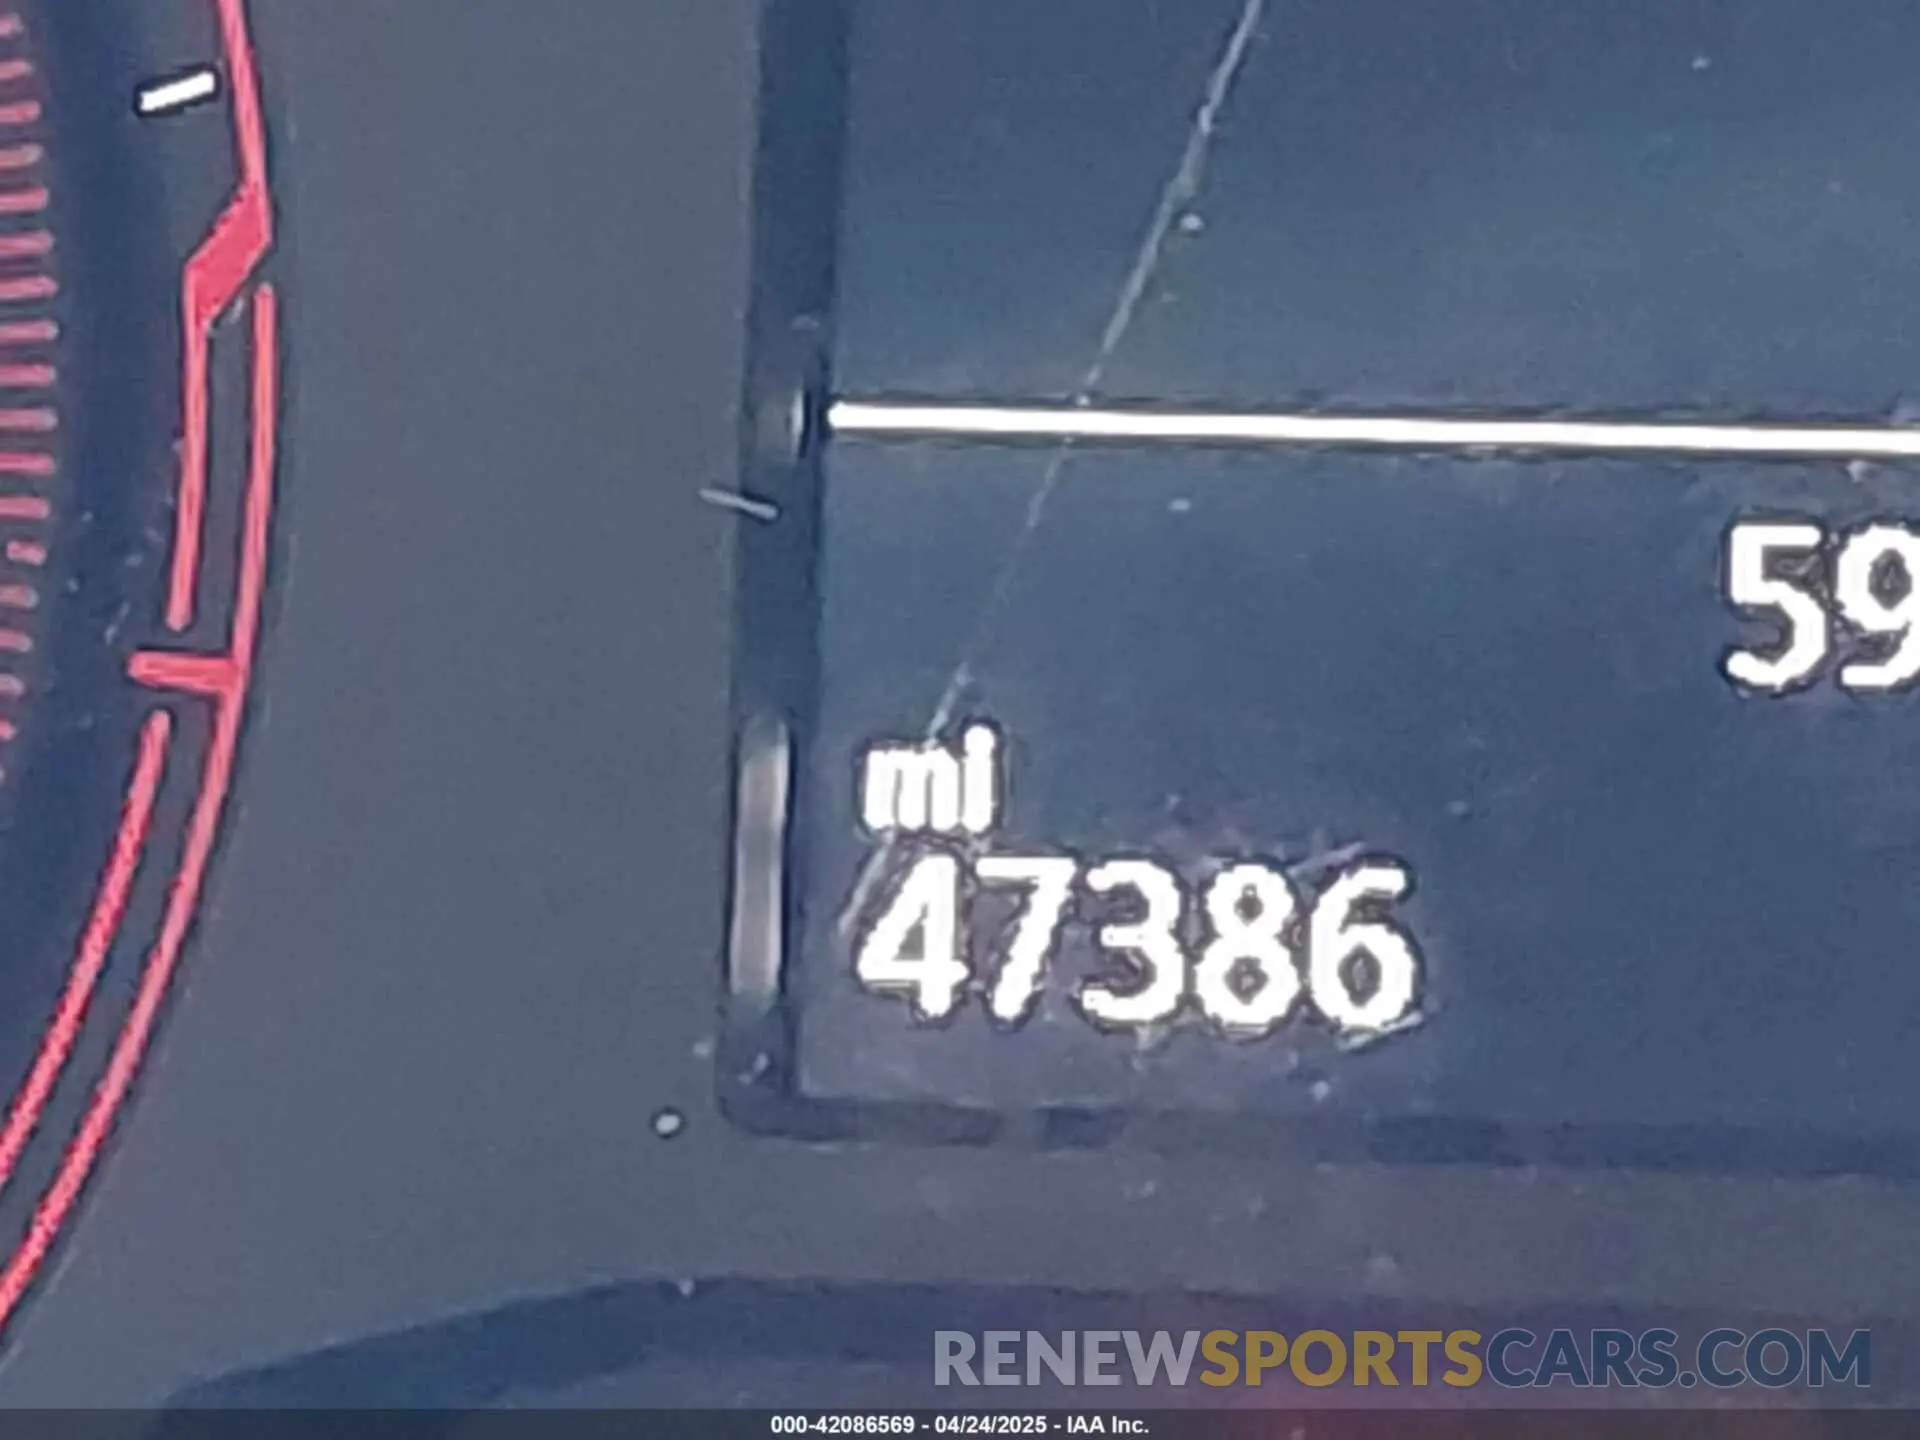 59
mi
47386
RENEWSPORTSCARS.COM
000-42086569 - 04/24/2025 - IAA Inc.